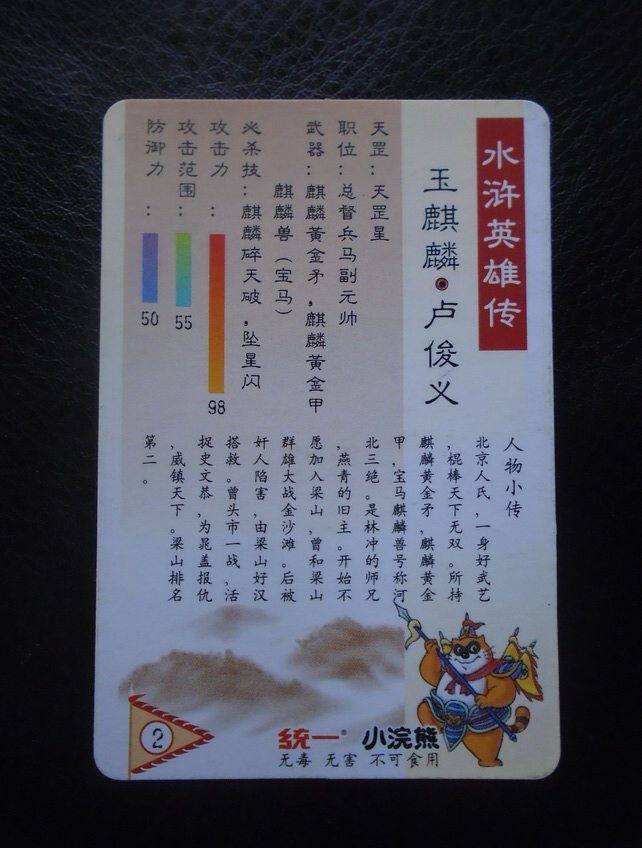 水浒英雄传
玉麒麟·卢俊义
天罡：天罡星
职位：总督兵马副元帅
武器：麒麟黄金矛，麒麟黄金甲
麒麟兽（宝马）
必杀技：麒麟碎天破，坠星闪
攻击力：98
攻击范围：55
防御力：50
人物小传
北京人氏，一身好武艺
，棍棒天下无双。所持
麒麟黄金矛，麒麟黄金
甲，宝马麒麟兽号称河
北三绝。是林冲的师兄
，燕青的旧主。开始不
愿加入梁山，曾和梁山
群雄大战金沙滩。后被
奸人陷害，由梁山好汉
搭救。曾头市一战，活
捉史文恭，为晁盖报仇
，威镇天下。梁山排名
第二。
2
统一® 小浣熊®
无毒 无害 不可食用